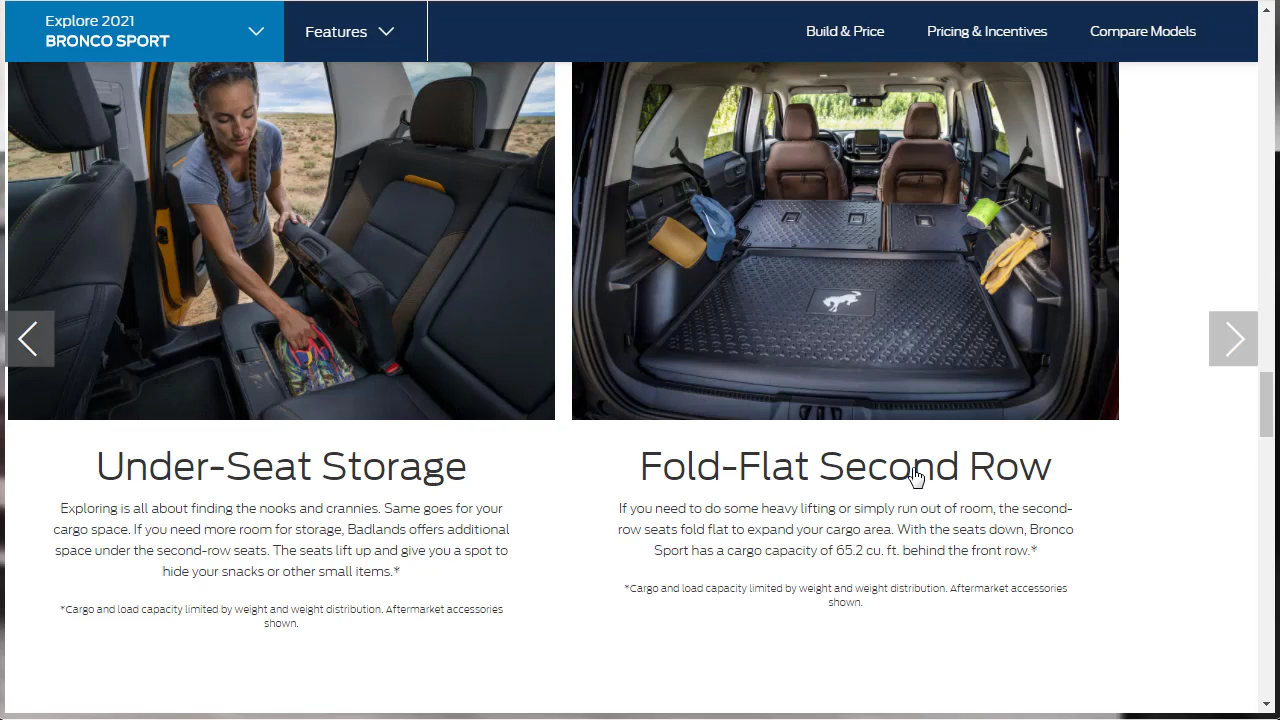 Explore 2021
BRONCO SPORT
Features
Build & Price
Pricing & Incentives
Compare Models
Under-Seat Storage
Exploring is all about finding the nooks and crannies. Same goes for your
cargo space. If you need more room for storage, Badlands offers additional
space under the second-row seats. The seats lift up and give you a spot to
hide your snacks or other small items.*
*Cargo and load capacity limited by weight and weight distribution. Aftermarket accessories
shown.
Fold-Flat Second Row
If you need to do some heavy lifting or simply run out of room, the second-
row seats fold flat to expand your cargo area. With the seats down, Bronco
Sport has a cargo capacity of 65.2 cu. ft. behind the front row.*
*Cargo and load capacity limited by weight and weight distribution. Aftermarket accessories
shown.